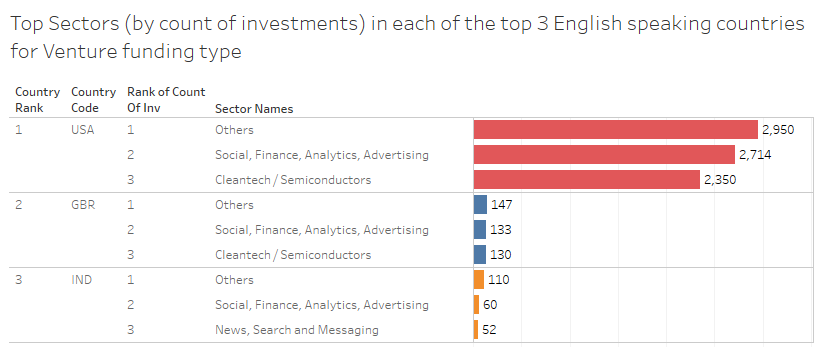 Top Sectors (by count of investments) in each of the top 3 English speaking countries
for Venture funding type
Country Country Rank of Count
Rank Code Of Inv Sector Names
1 USA 1 Others 2,950
2 Social, Finance, Analytics, Advertising 2,714
3 Cleantech / Semiconductors 2,350
2 GBR 1 Others 147
2 Social, Finance, Analytics, Advertising 133
3 Cleantech / Semiconductors 130
3 IND 1 Others 110
2 Social, Finance, Analytics, Advertising 60
3 News, Search and Messaging 52